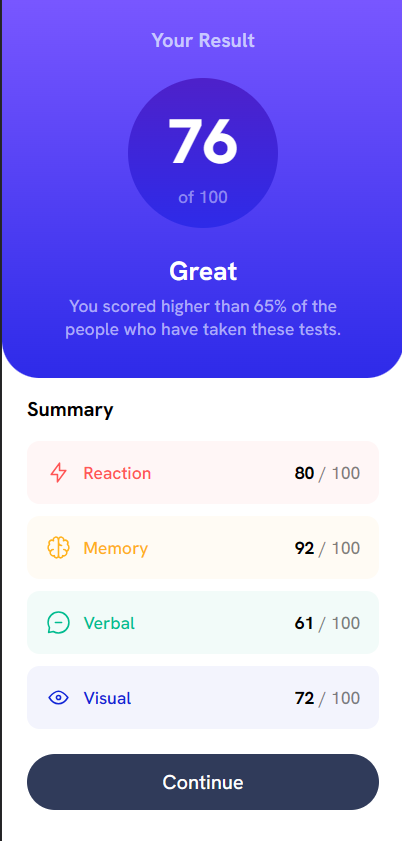 Your Result
76
of 100
Great
You scored higher than 65% of the
people who have taken these tests.
Summary
Reaction 80 / 100
Memory 92 / 100
Verbal 61 / 100
Visual 72 / 100
Continue